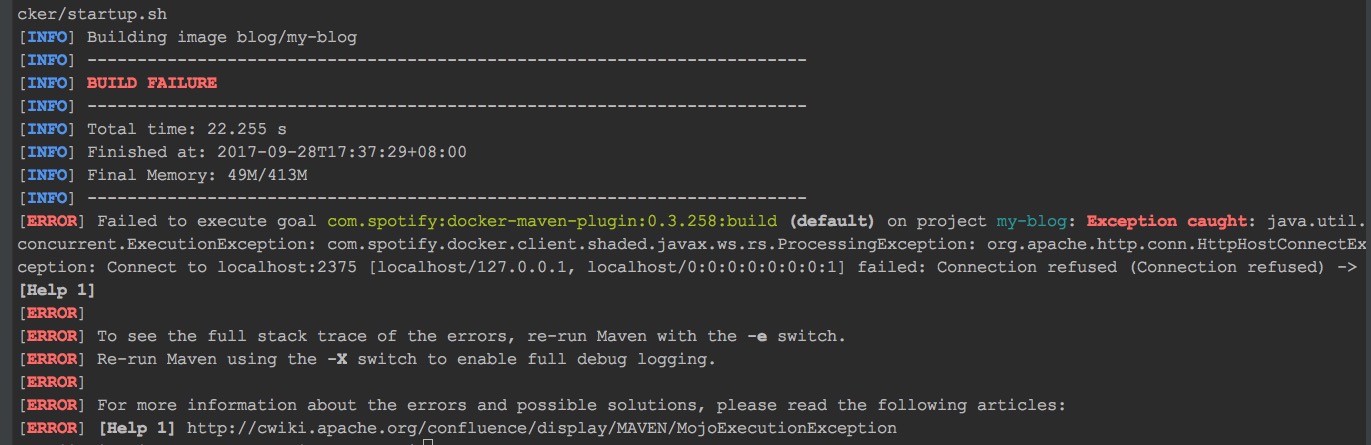 cker/startup.sh
[INFO] Building image blog/my-blog
[INFO] ------------------------------------------------------------------------
[INFO] BUILD FAILURE
[INFO] ------------------------------------------------------------------------
[INFO] Total time: 22.255 s
[INFO] Finished at: 2017-09-28T17:37:29+08:00
[INFO] Final Memory: 49M/413M
[INFO] ------------------------------------------------------------------------
[ERROR] Failed to execute goal com.spotify:docker-maven-plugin:0.3.258:build (default) on project my-blog: Exception caught: java.util.
concurrent.ExecutionException: com.spotify.docker.client.shaded.javax.ws.rs.ProcessingException: org.apache.http.conn.HttpHostConnectEx
ception: Connect to localhost:2375 [localhost/127.0.0.1, localhost/0:0:0:0:0:0:0:1] failed: Connection refused (Connection refused) ->
[Help 1]
[ERROR]
[ERROR] To see the full stack trace of the errors, re-run Maven with the -e switch.
[ERROR] Re-run Maven using the -X switch to enable full debug logging.
[ERROR]
[ERROR] For more information about the errors and possible solutions, please read the following articles:
[ERROR] [Help 1] http://cwiki.apache.org/confluence/display/MAVEN/MojoExecutionException